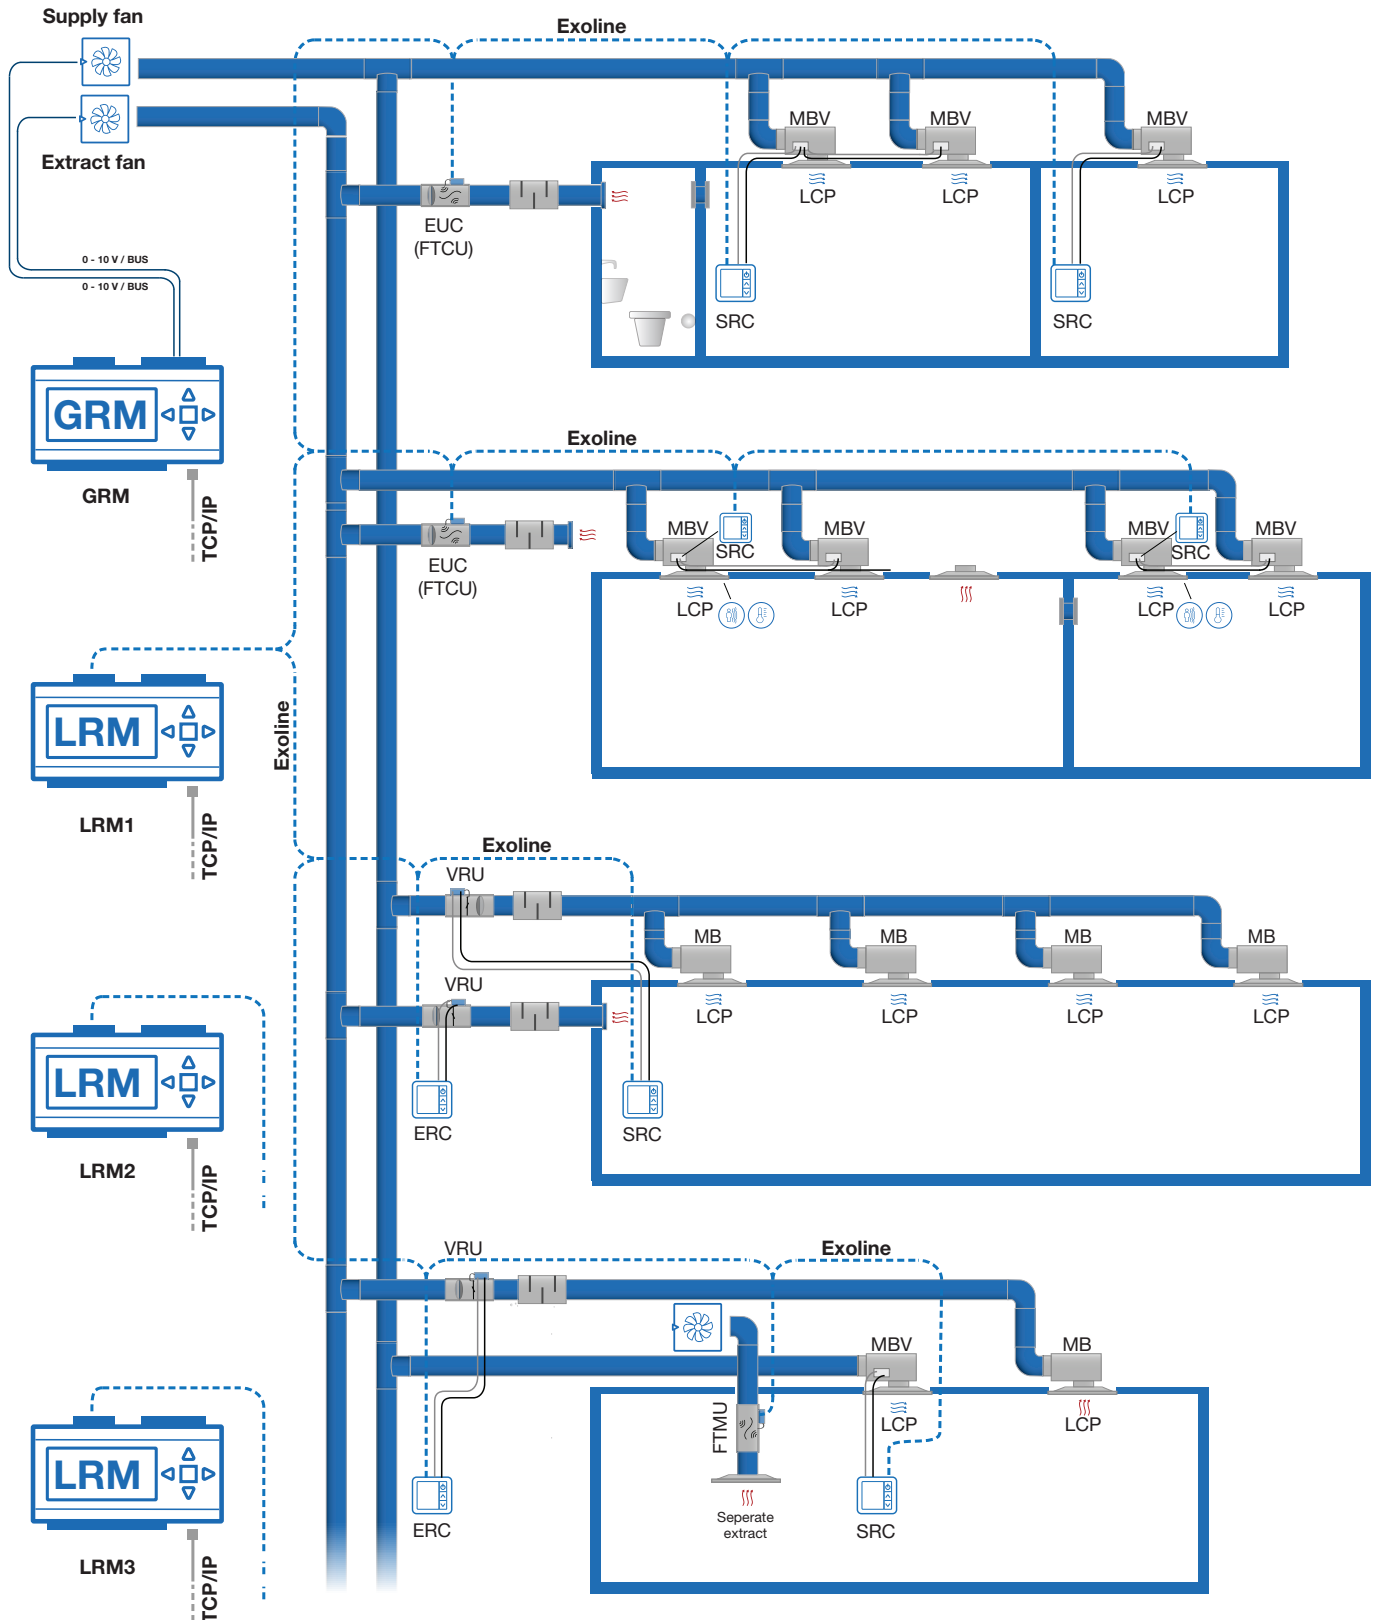 Supply fan
Exoline
Extract fan
MBV
MBV
MBV
LCP
LCP
LCP
EUC
(FTCU)
0 - 10 V / BUS
0 - 10 V / BUS
SRC
SRC
GRM
GRM
TCP/IP
Exoline
MBV
SRC
MBV
MBV
SRC
MBV
EUC
(FTCU)
LCP
LCP
LCP
LCP
LRM
LRM1
TCP/IP
Exoline
Exoline
VRU
MB
MB
MB
MB
VRU
LCP
LCP
LCP
LCP
LRM
ERC
SRC
LRM2
TCP/IP
VRU
Exoline
MBV
MB
FTMU
LCP
LCP
LRM
Seperate
extract
ERC
SRC
LRM3
TCP/IP